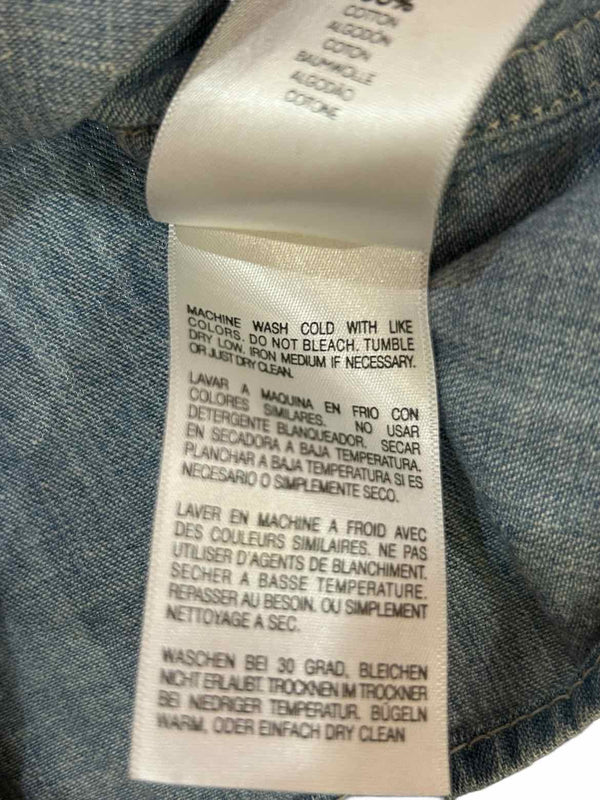 COTTON
ALGODÓN
COTON
BAUMWOLLE
ALGODÃO
COTONE
MACHINE WASH COLD WITH LIKE
COLORS. DO NOT BLEACH. TUMBLE
DRY LOW. IRON MEDIUM IF NECESSARY.
OR JUST DRY CLEAN.
LAVAR A MAQUINA EN FRIO CON
COLORES SIMILARES. NO USAR
DETERGENTE BLANQUEADOR. SECAR
EN SECADORA A BAJA TEMPERATURA.
PLANCHAR A BAJA TEMPERATURA SI ES
NECESARIO O SIMPLEMENTE SECO.
LAVER EN MACHINE A FROID AVEC
DES COULEURS SIMILAIRES. NE PAS
UTILISER D'AGENTS DE BLANCHIMENT.
SECHER A BASSE TEMPERATURE.
REPASSER AU BESOIN. OU SIMPLEMENT
NETTOYAGE A SEC.
WASCHEN BEI 30 GRAD. BLEICHEN
NICHT ERLAUBT. TROCKNEN IM TROCKNER
BEI NIEDRIGER TEMPERATUR. BÜGELN
WARM. ODER EINFACH DRY CLEAN